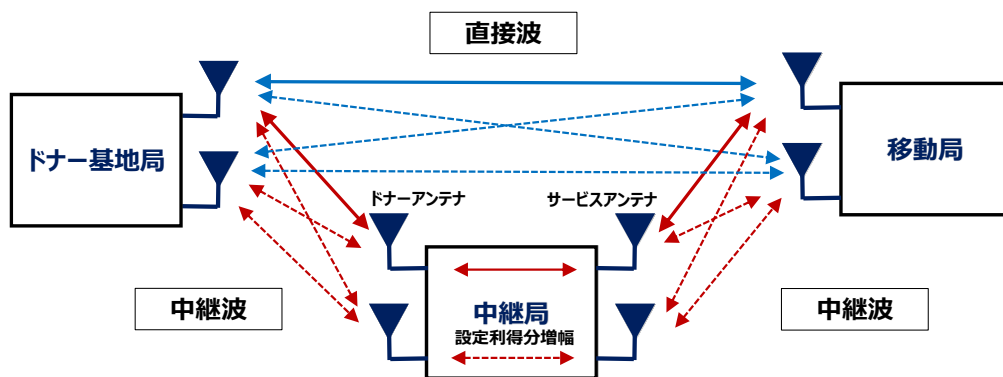 直接波
ドナー基地局
移動局
ドナーアンテナ
サービスアンテナ
中継波
中継局
設定利得分増幅
中継波